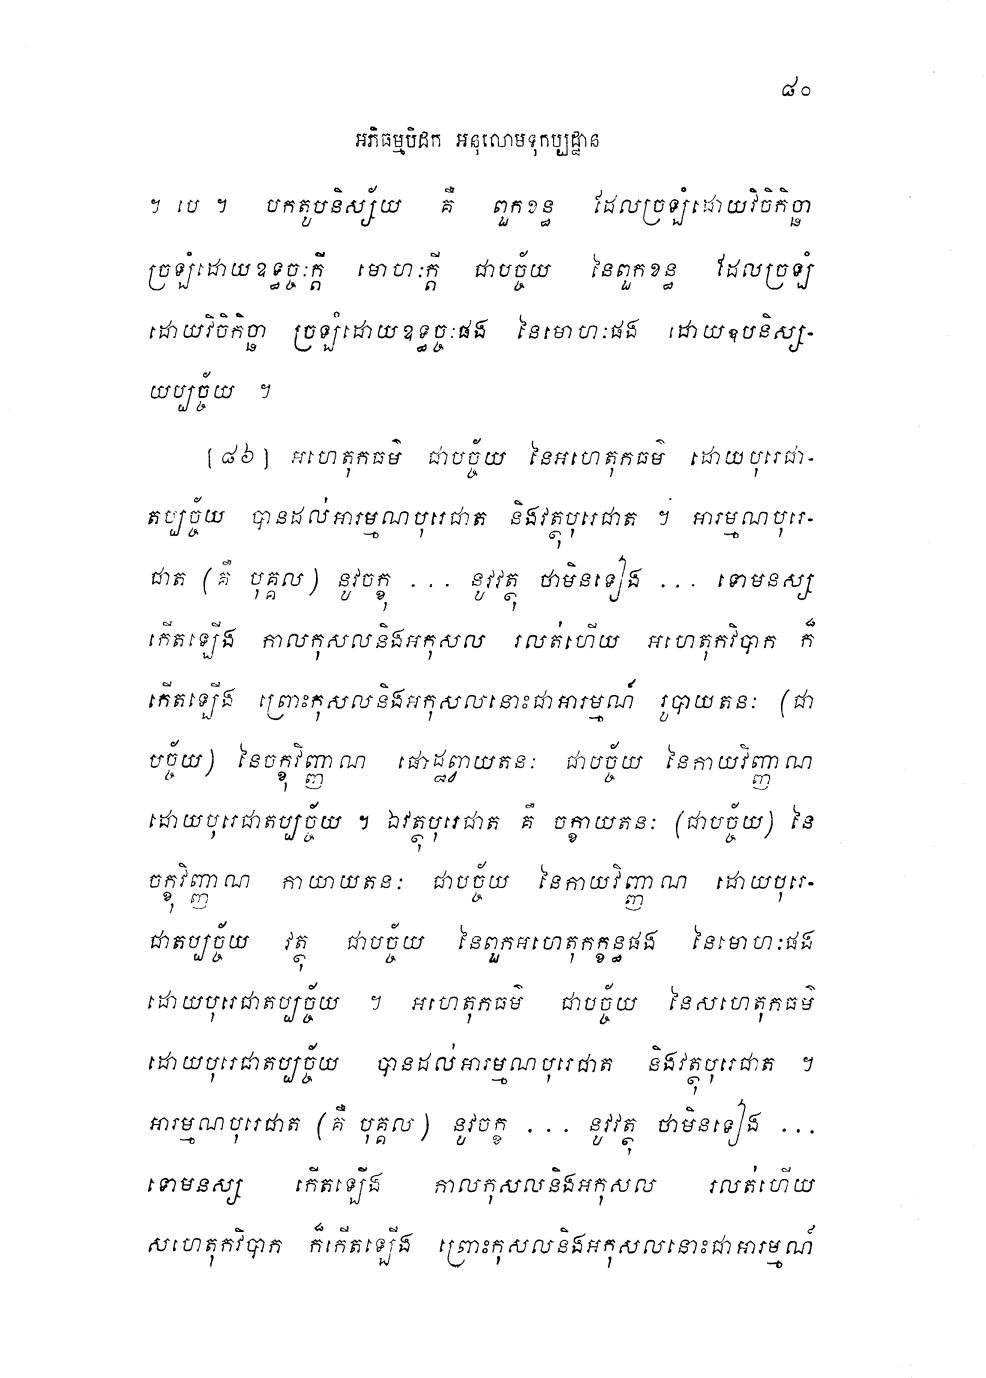 ៨០
អភិធម្មបិដក អនុលោមទុកប្បដ្ឋាន
។ បេ ។ បកតូបនិស្ស័យ គឺ ពួកខន្ធ ដែលច្រឡំដោយវិចិកិច្ឆា
ច្រឡំដោយឧទ្ធច្ចៈក្តី មោហៈក្តី ជាបច្ច័យ នៃពួកខន្ធ ដែលច្រឡំ
ដោយវិចិកិច្ឆា ច្រឡំដោយឧទ្ធច្ចៈផង នៃមោហៈផង ដោយឧបនិស្ស-
យប្បច្ច័យ ។
[៨៦] អហេតុកធម៌ ជាបច្ច័យ នៃអហេតុកធម៌ ដោយបុរេជា-
តប្បច្ច័យ បានដល់អារម្មណបុរេជាត និងវត្ថុបុរេជាត ។ អារម្មណបុរេ-
ជាត (គឺ បុគ្គល) នូវចក្ខុ ... នូវវត្ថុ ថាមិនទៀង ... ទោមនស្ស
កើតឡើង កាលកុសលនិងអកុសល រលត់ហើយ អហេតុកវិបាក ក៏
កើតឡើង ព្រោះកុសលនិងអកុសលនោះជាអារម្មណ៍ រូបាយតនៈ (ជា
បច្ច័យ) នៃចក្ខុវិញ្ញាណ ផោដ្ឋព្វាយតនៈ ជាបច្ច័យ នៃកាយវិញ្ញាណ
ដោយបុរេជាតប្បច្ច័យ ។ ឯវត្ថុបុរេជាត គឺ ចក្ខាយតនៈ (ជាបច្ច័យ) នៃ
ចក្ខុវិញ្ញាណ កាយាយតនៈ ជាបច្ច័យ នៃកាយវិញ្ញាណ ដោយបុរេ-
ជាតប្បច្ច័យ វត្ថុ ជាបច្ច័យ នៃពួកអហេតុកក្ខន្ធផង នៃមោហៈផង
ដោយបុរេជាតប្បច្ច័យ ។ អហេតុកធម៌ ជាបច្ច័យ នៃសហេតុកធម៌
ដោយបុរេជាតប្បច្ច័យ បានដល់អារម្មណបុរេជាត និងវត្ថុបុរេជាត ។
អារម្មណបុរេជាត (គឺ បុគ្គល) នូវចក្ខុ ... នូវវត្ថុ ថាមិនទៀង ...
ទោមនស្ស កើតឡើង កាលកុសលនិងអកុសល រលត់ហើយ
សហេតុកវិបាក ក៏កើតឡើង ព្រោះកុសលនិងអកុសលនោះជាអារម្មណ៍